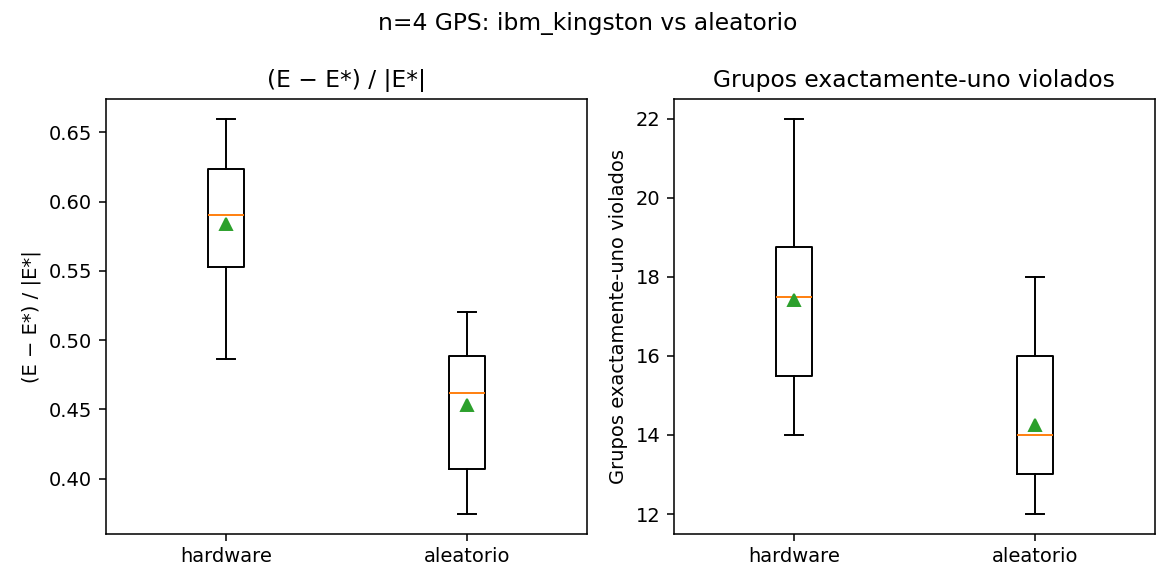 n=4 GPS: ibm_kingston vs aleatorio
(E − E*) / |E*|
(E − E*) / |E*|
0.65
0.60
0.55
0.50
0.45
0.40
hardware aleatorio
Grupos exactamente-uno violados
Grupos exactamente-uno violados
22
20
18
16
14
12
hardware aleatorio